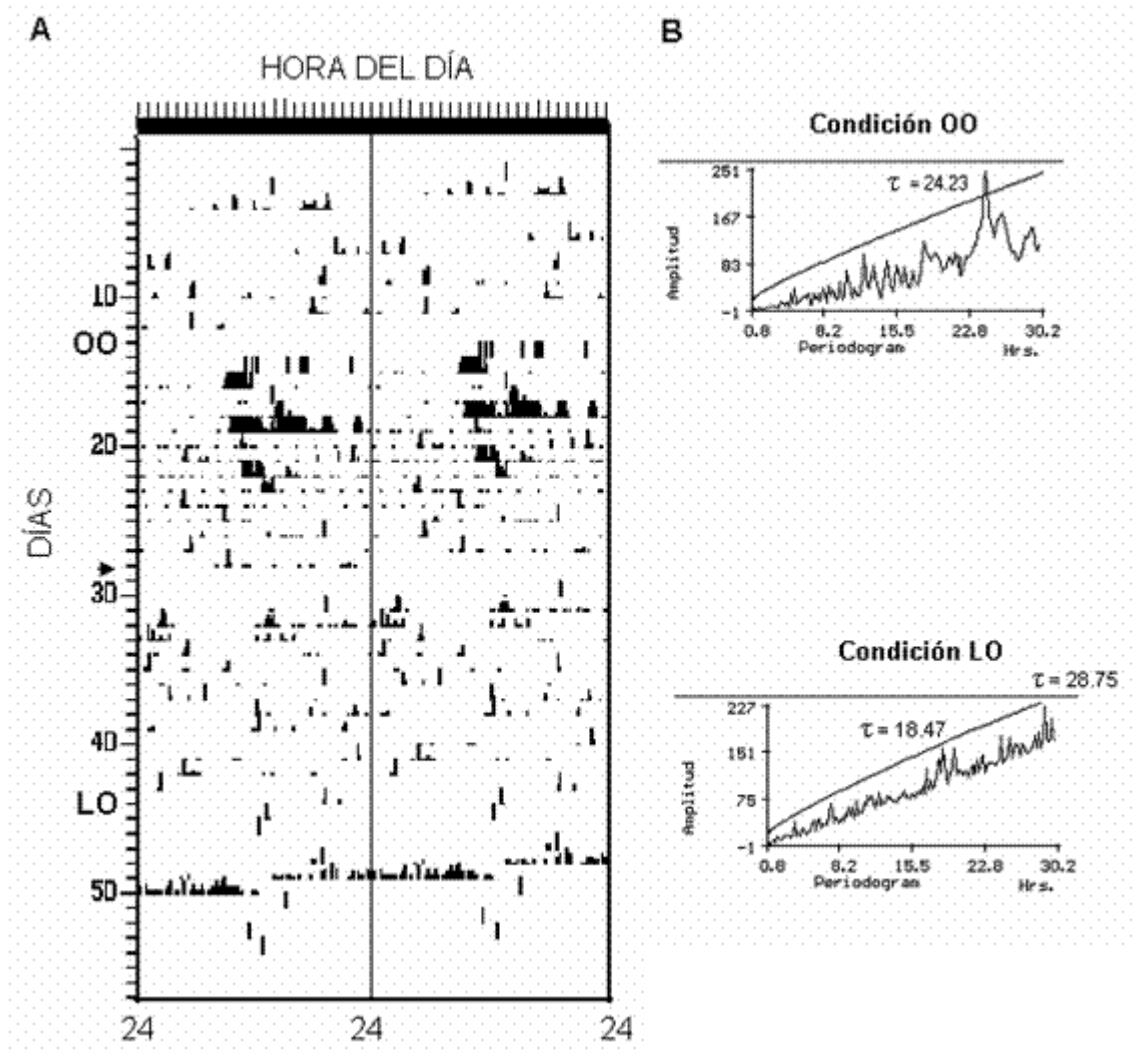 A
HORA DEL DÍA
10
OO
20
DÍAS
30
40
LO
50
24 24 24
B
Condición OO
τ = 24.23
251
167
83
-1
Amplitud
0.8 8.2 15.5 22.8 30.2
Periodogram Hrs.
Condición LO
τ = 28.75
τ = 18.47
227
151
75
-1
Amplitud
0.8 8.2 15.5 22.8 30.2
Periodogram Hrs.